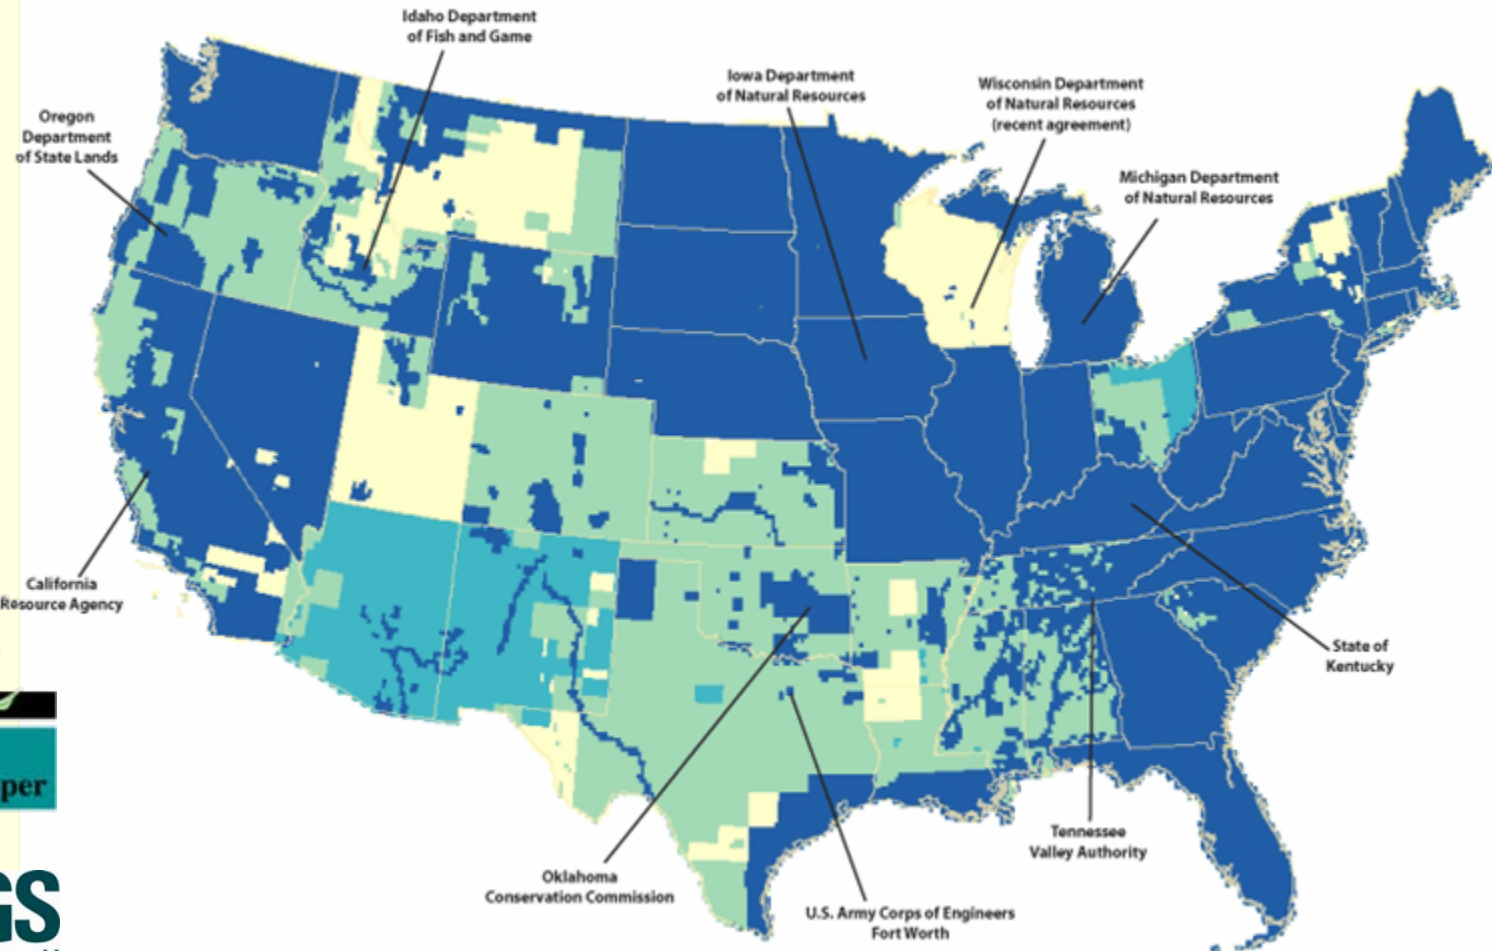 Idaho Department
of Fish and Game
Iowa Department
of Natural Resources
Wisconsin Department
of Natural Resources
(recent agreement)
Oregon
Department
of State Lands
Michigan Department
of Natural Resources
California
Resource Agency
State of
Kentucky
per
Tennessee
Valley Authority
Oklahoma
Conservation Commission
GS
U.S. Army Corps of Engineers
Fort Worth